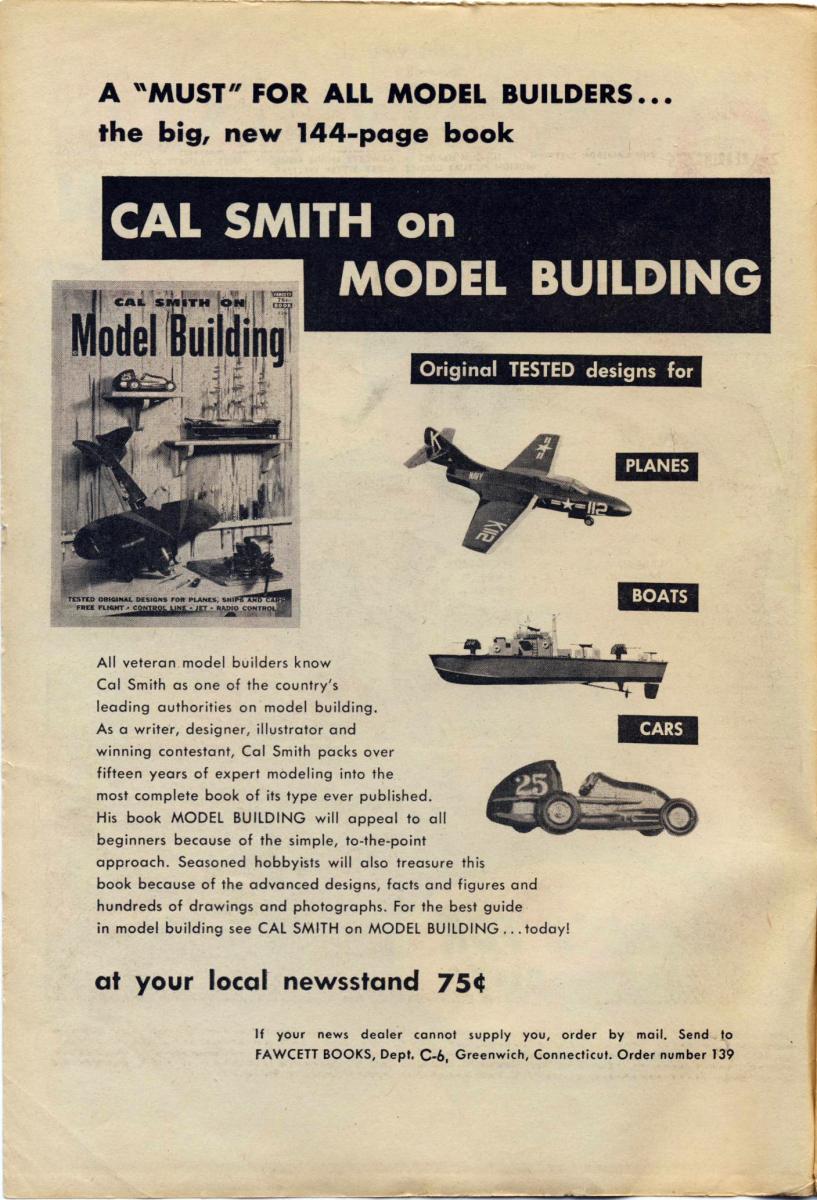 A "MUST" FOR ALL MODEL BUILDERS...
the big, new 144-page book
CAL SMITH on
MODEL BUILDING
CAL SMITH ON
FAWCETT
75¢
BOOK
Model Building
TESTED ORIGINAL DESIGNS FOR PLANES, SHIPS AND CARS
FREE FLIGHT • CONTROL LINE • JET • RADIO CONTROL
Original TESTED designs for
PLANES
K
NAVY
11
112
K112
BOATS
CARS
25
All veteran model builders know
Cal Smith as one of the country's
leading authorities on model building.
As a writer, designer, illustrator and
winning contestant, Cal Smith packs over
fifteen years of expert modeling into the
most complete book of its type ever published.
His book MODEL BUILDING will appeal to all
beginners because of the simple, to-the-point
approach. Seasoned hobbyists will also treasure this
book because of the advanced designs, facts and figures and
hundreds of drawings and photographs. For the best guide
in model building see CAL SMITH on MODEL BUILDING...today!
at your local newsstand 75¢
If your news dealer cannot supply you, order by mail. Send to
FAWCETT BOOKS, Dept. C-6, Greenwich, Connecticut. Order number 139